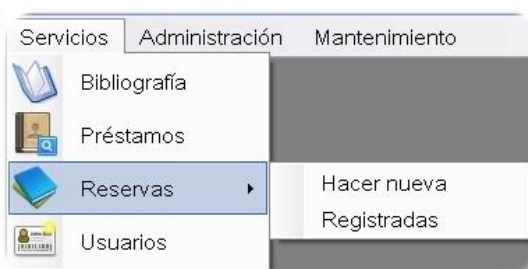 Servicios Administración Mantenimiento
Bibliografía
Préstamos
Reservas
Hacer nueva
Registradas
Usuarios